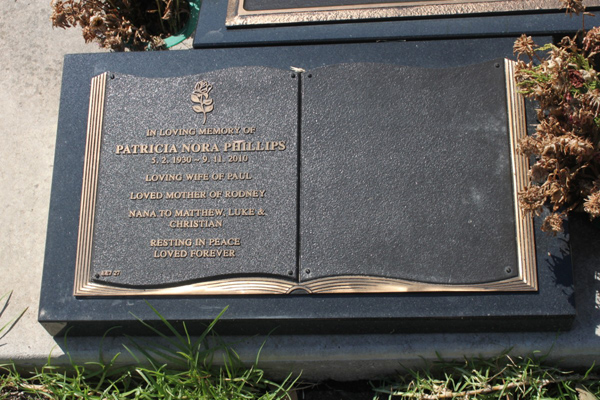 IN LOVING MEMORY OF
PATRICIA NORA PHILLIPS
5. 2. 1930 ~ 9. 11. 2010
LOVING WIFE OF PAUL
LOVED MOTHER OF RODNEY
NANA TO MATTHEW, LUKE &
CHRISTIAN
RESTING IN PEACE
LOVED FOREVER